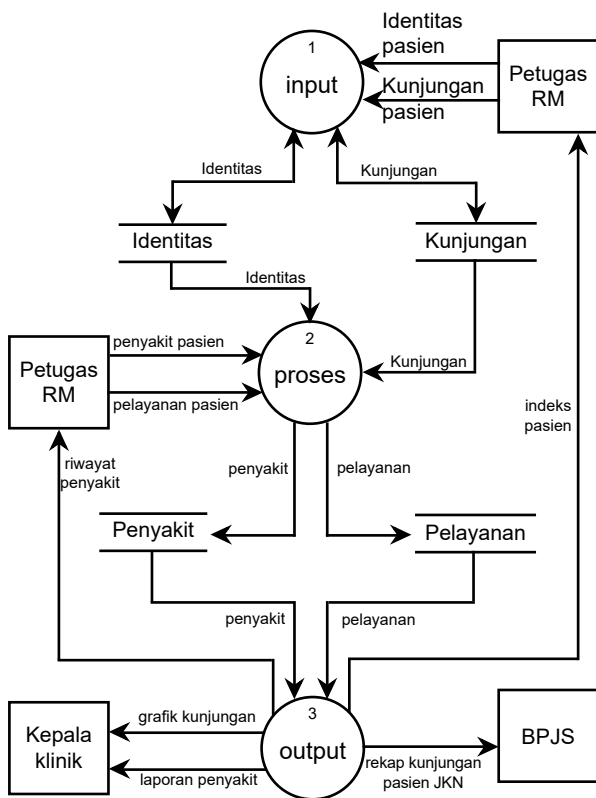 1
input
Identitas
pasien
Kunjungan
pasien
Petugas
RM
Identitas
Kunjungan
Identitas
Kunjungan
Identitas
2
proses
Kunjungan
Petugas
RM
penyakit pasien
pelayanan pasien
indeks
pasien
riwayat
penyakit
penyakit
pelayanan
Penyakit
Pelayanan
penyakit
pelayanan
3
output
Kepala
klinik
grafik kunjungan
laporan penyakit
rekap kunjungan
pasien JKN
BPJS